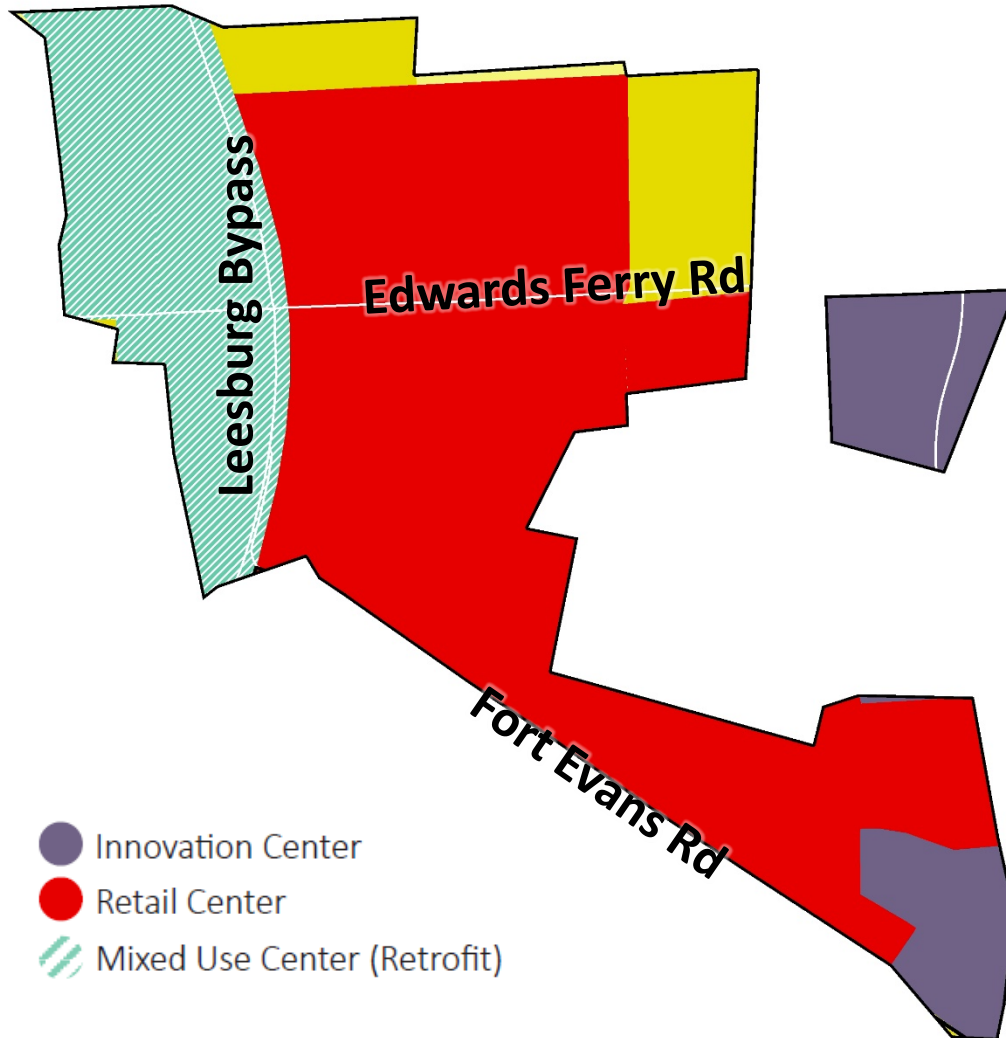 Leesburg Bypass
Edwards Ferry Rd
Fort Evans Rd
Innovation Center
Retail Center
Mixed Use Center (Retrofit)